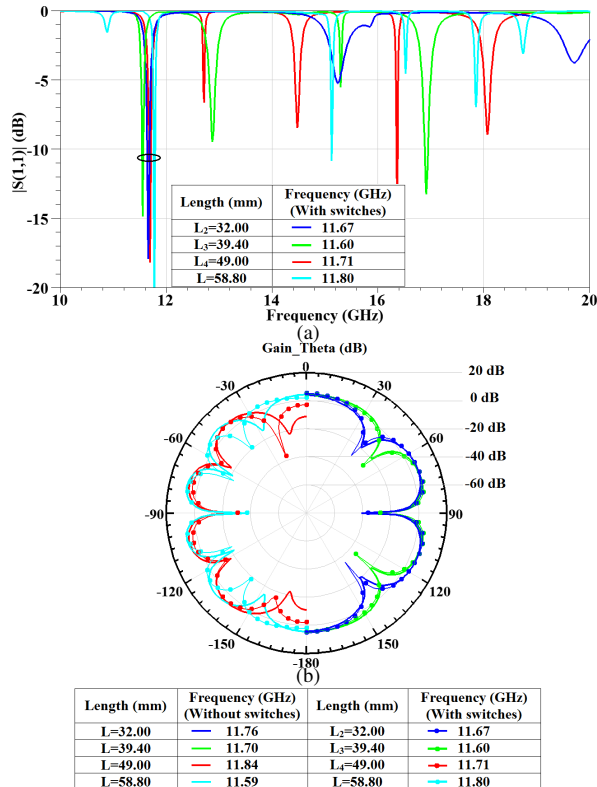 0
-5
-10
-15
-20
|S(1,1)| (dB)
Length (mm) Frequency (GHz) (With switches)
L₂=32.00 11.67
L₃=39.40 11.60
L₄=49.00 11.71
L=58.80 11.80
10 12 14 16 18 20
Frequency (GHz)
(a)
Gain_Theta (dB)
0
-30 30
-60 60
-90 90
-120 120
-150 150
-180
20 dB
0 dB
-20 dB
-40 dB
-60 dB
(b)
Length (mm) Frequency (GHz) (Without switches) Length (mm) Frequency (GHz) (With switches)
L=32.00 11.76 L₂=32.00 11.67
L=39.40 11.70 L₃=39.40 11.60
L=49.00 11.84 L₄=49.00 11.71
L=58.80 11.59 L=58.80 11.80